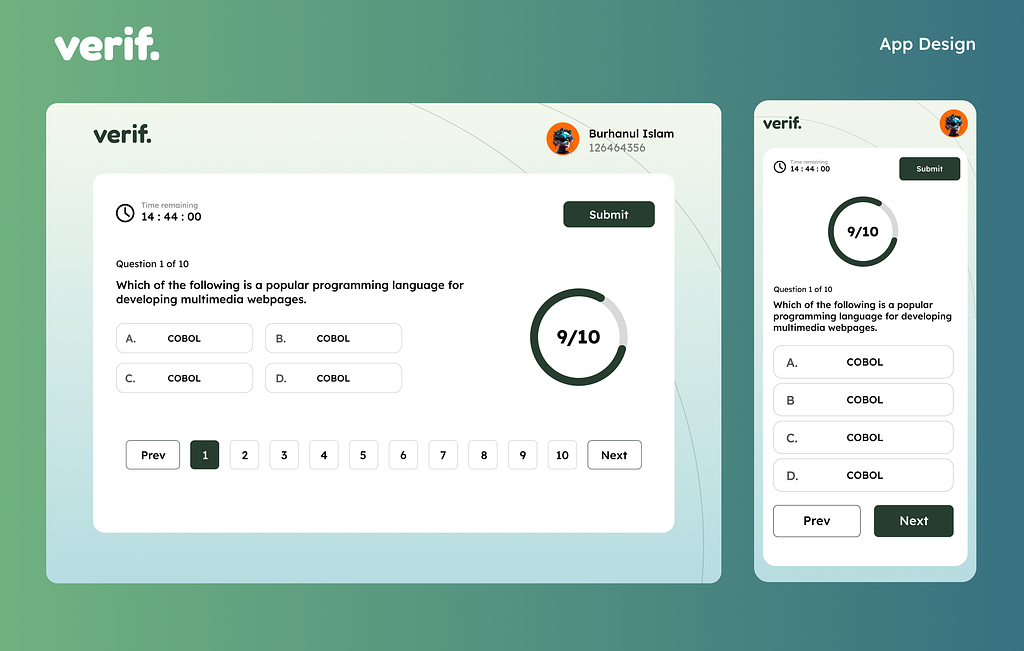 verif.
App Design
verif.
Burhanul Islam
126464356
Time remaining
14 : 44 : 00
Submit
Question 1 of 10
Which of the following is a popular programming language for
developing multimedia webpages.
A. COBOL
B. COBOL
C. COBOL
D. COBOL
9/10
Prev 1 2 3 4 5 6 7 8 9 10 Next
verif.
Time remaining
14 : 44 : 00
Submit
9/10
Question 1 of 10
Which of the following is a popular
programming language for developing
multimedia webpages.
A. COBOL
B COBOL
C. COBOL
D. COBOL
Prev Next